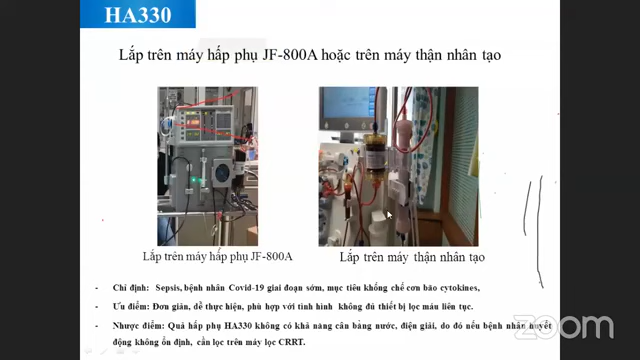 HA330
Lắp trên máy hấp phụ JF-800A hoặc trên máy thận nhân tạo
Lắp trên máy hấp phụ JF-800A
Lắp trên máy thận nhân tạo
- Chỉ định: Sepsis, bệnh nhân Covid-19 giai đoạn sớm, mục tiêu khống chế cơn bão cytokines,
- Ưu điểm: Đơn giản, dễ thực hiện, phù hợp với tình hình không đủ thiết bị lọc máu liên tục.
- Nhược điểm: Quả hấp phụ HA330 không có khả năng cân bằng nước, điện giải, do đó nếu bệnh nhân huyết
động không ổn định, cần lọc trên máy lọc CRRT.
zoom